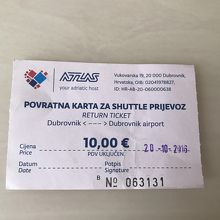 ATLAS
your adriatic host
Vukovarska 19, 20 000 Dubrovnik,
Hrvatska, OIB: 02041978827,
ID: HR-AB-20-060000638
POVRATNA KARTA ZA SHUTTLE PRIJEVOZ
RETURN TICKET
Dubrovnik <---> Dubrovnik airport
Cijena
Price
10,00 €
PDV UKLJUČEN
20-10-2016
Datum
Date
Potpis
Signature
B
Nº 063131